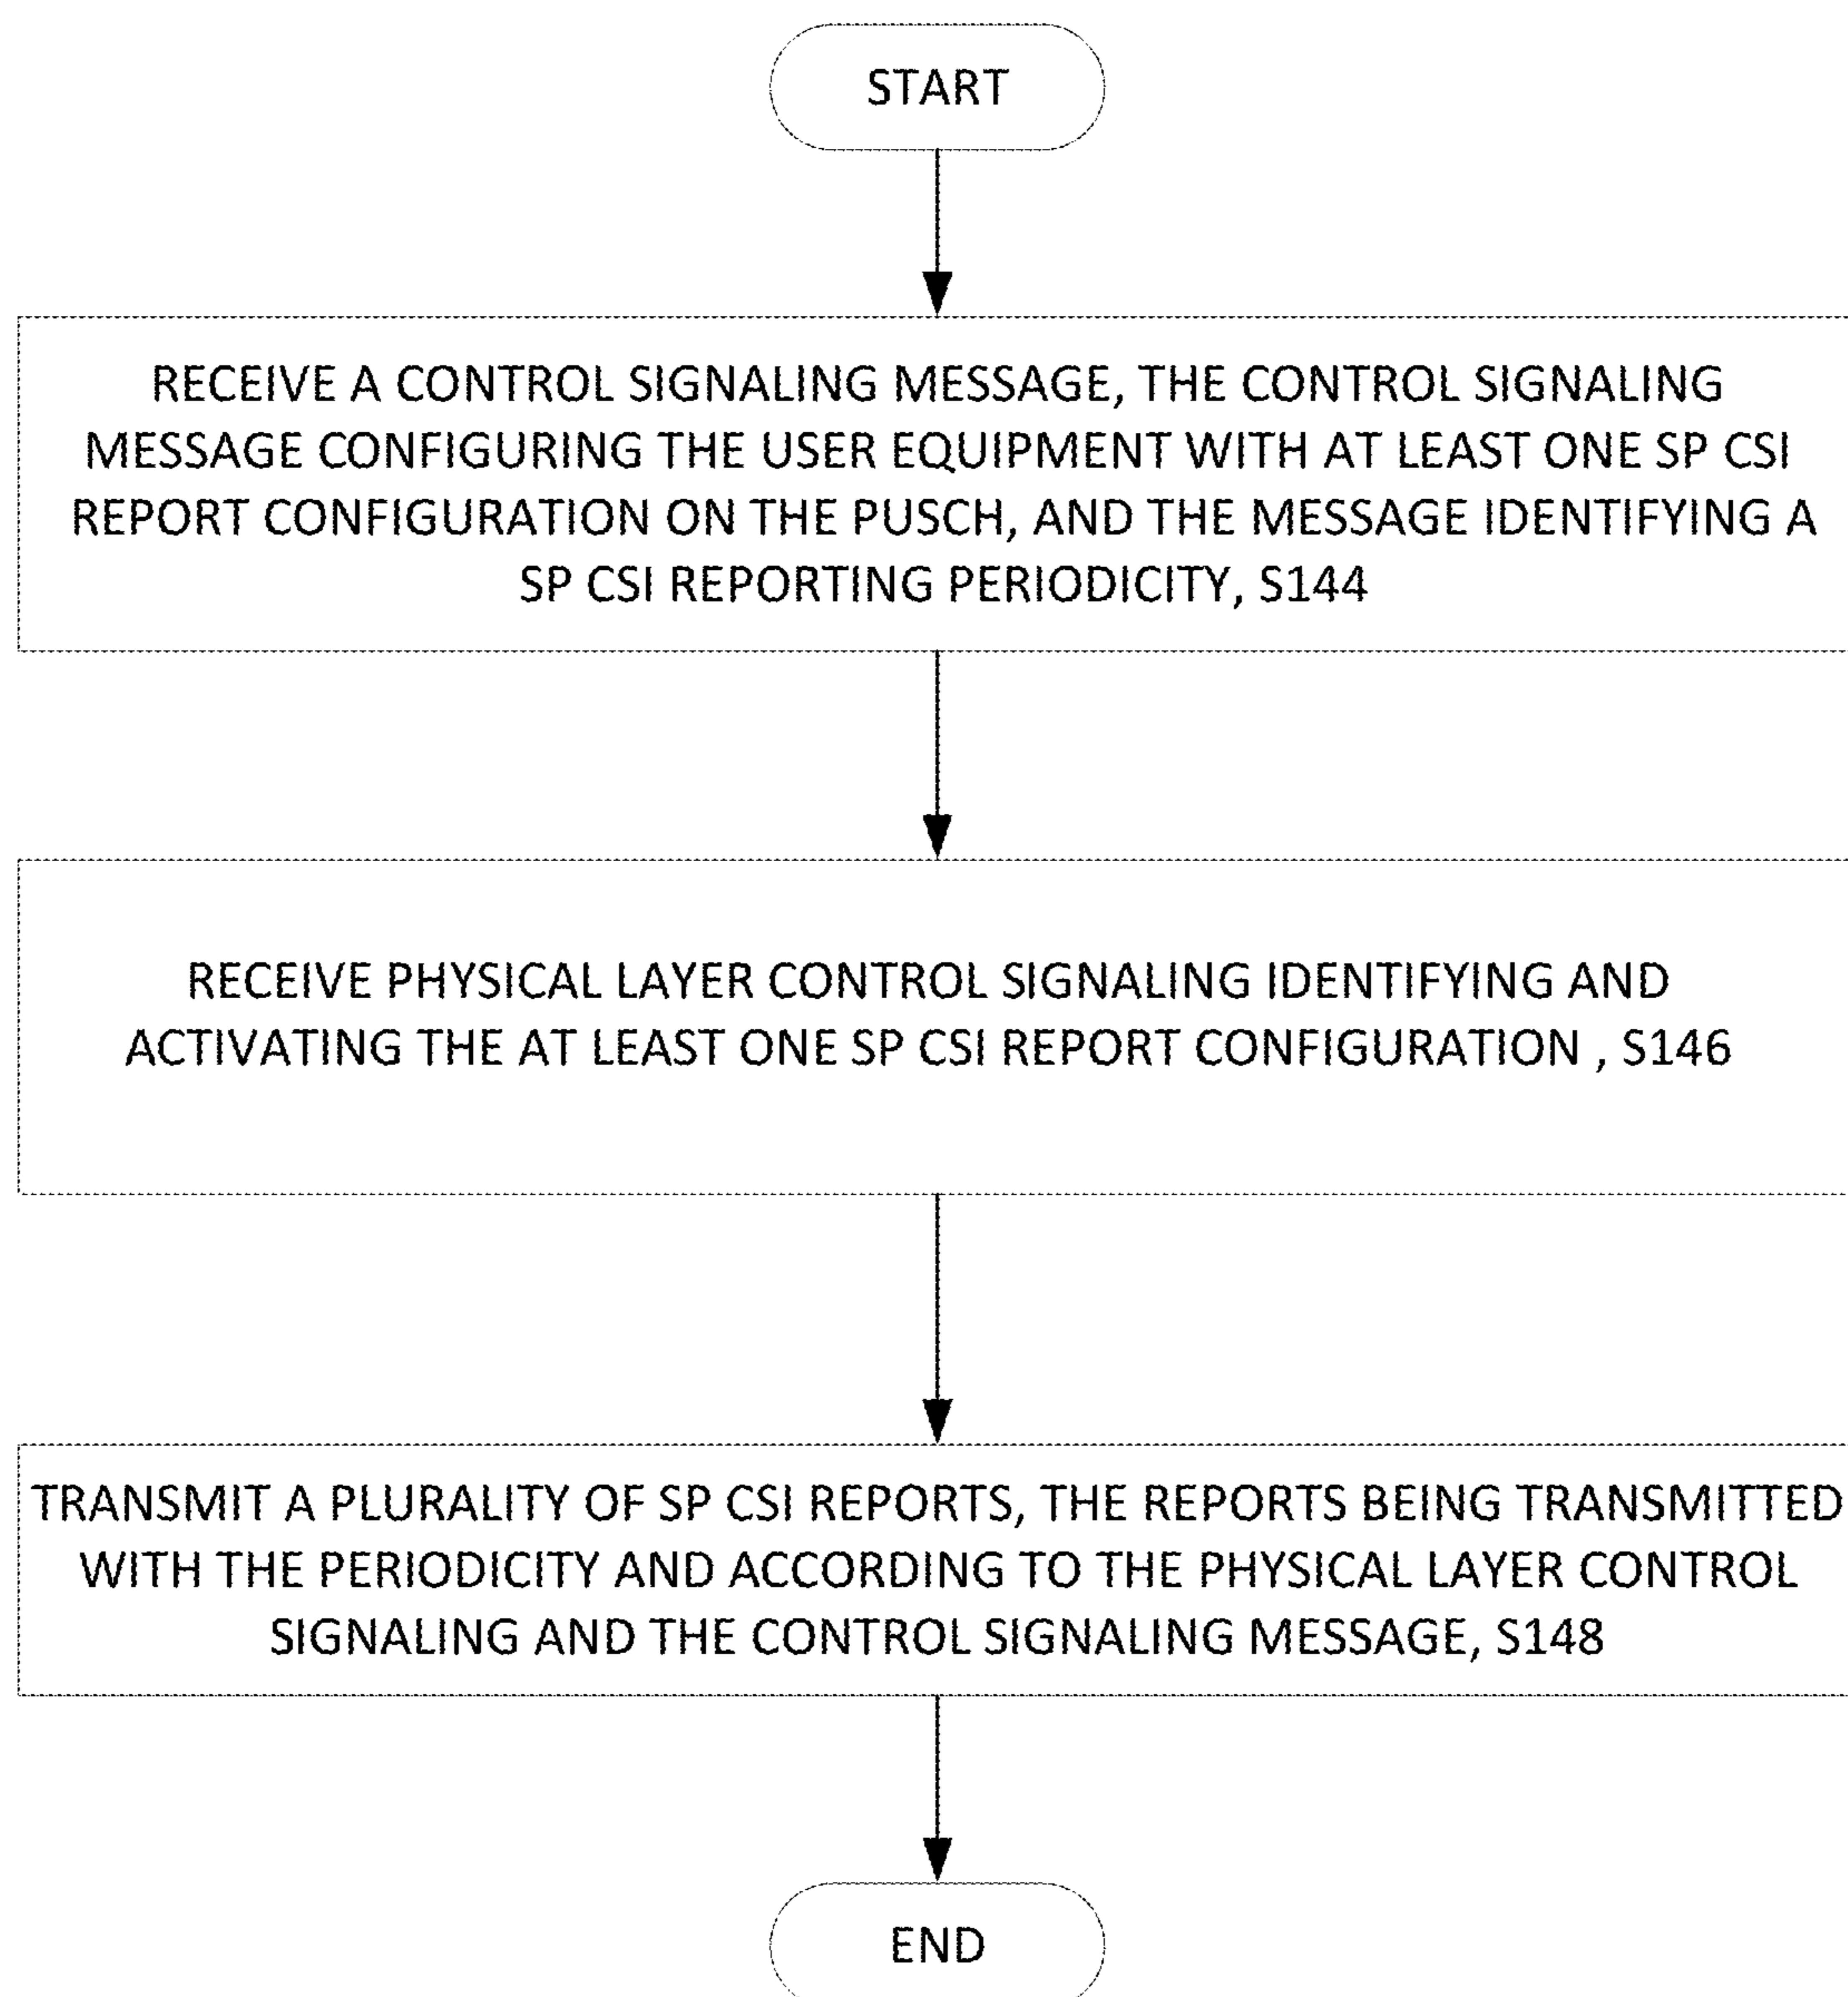 START
RECEIVE A CONTROL SIGNALING MESSAGE, THE CONTROL SIGNALING
MESSAGE CONFIGURING THE USER EQUIPMENT WITH AT LEAST ONE SP CSI
REPORT CONFIGURATION ON THE PUSCH, AND THE MESSAGE IDENTIFYING A
SP CSI REPORTING PERIODICITY, S144
RECEIVE PHYSICAL LAYER CONTROL SIGNALING IDENTIFYING AND
ACTIVATING THE AT LEAST ONE SP CSI REPORT CONFIGURATION , S146
TRANSMIT A PLURALITY OF SP CSI REPORTS, THE REPORTS BEING TRANSMITTED
WITH THE PERIODICITY AND ACCORDING TO THE PHYSICAL LAYER CONTROL
SIGNALING AND THE CONTROL SIGNALING MESSAGE, S148
END